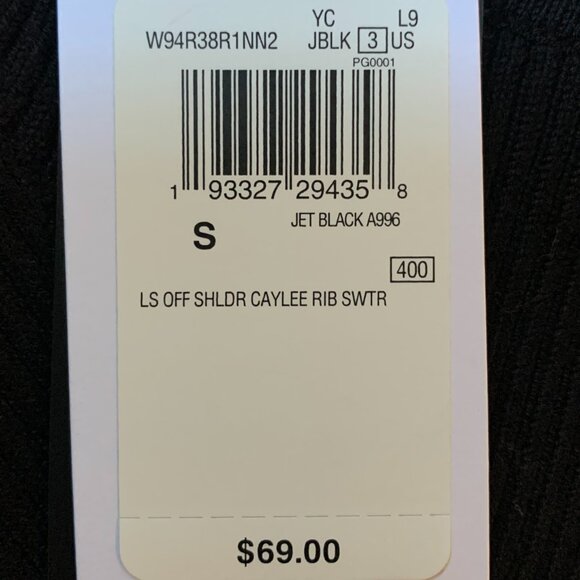 YC L9
W94R38R1NN2 JBLK 3 US
PG0001
1 93327 29435 8
S JET BLACK A996
400
LS OFF SHLDR CAYLEE RIB SWTR
$69.00